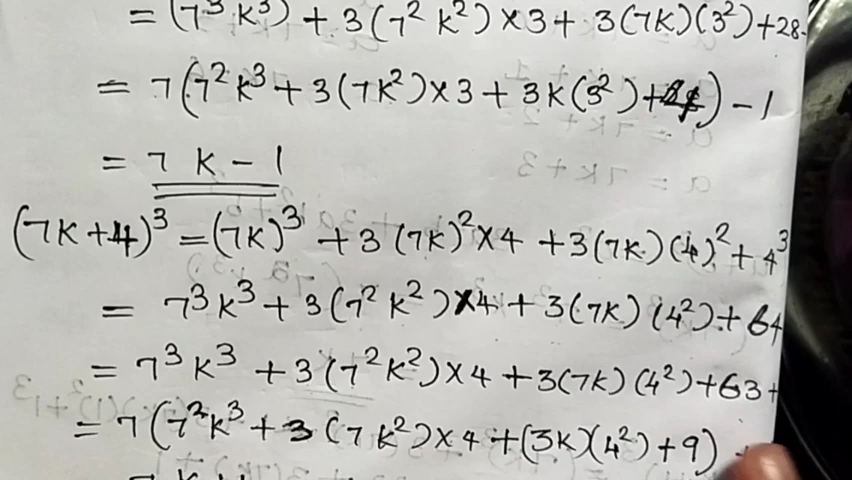 = (7³k³) + 3(7²k²)×3 + 3(7k)(3²) + 28-
= 7(7²k³ + 3(7k²)×3 + 3k(3²) + 4) - 1
= 7k - 1
(7k+4)³ = (7k)³ + 3(7k)²×4 + 3(7k)(4)² + 4³
= 7³k³ + 3(7²k²)×4 + 3(7k)(4²) + 64
= 7³k³ + 3(7²k²)×4 + 3(7k)(4²) + 63 +
= 7(7²k³ + 3(7k²)×4 + (3k)(4²) + 9)